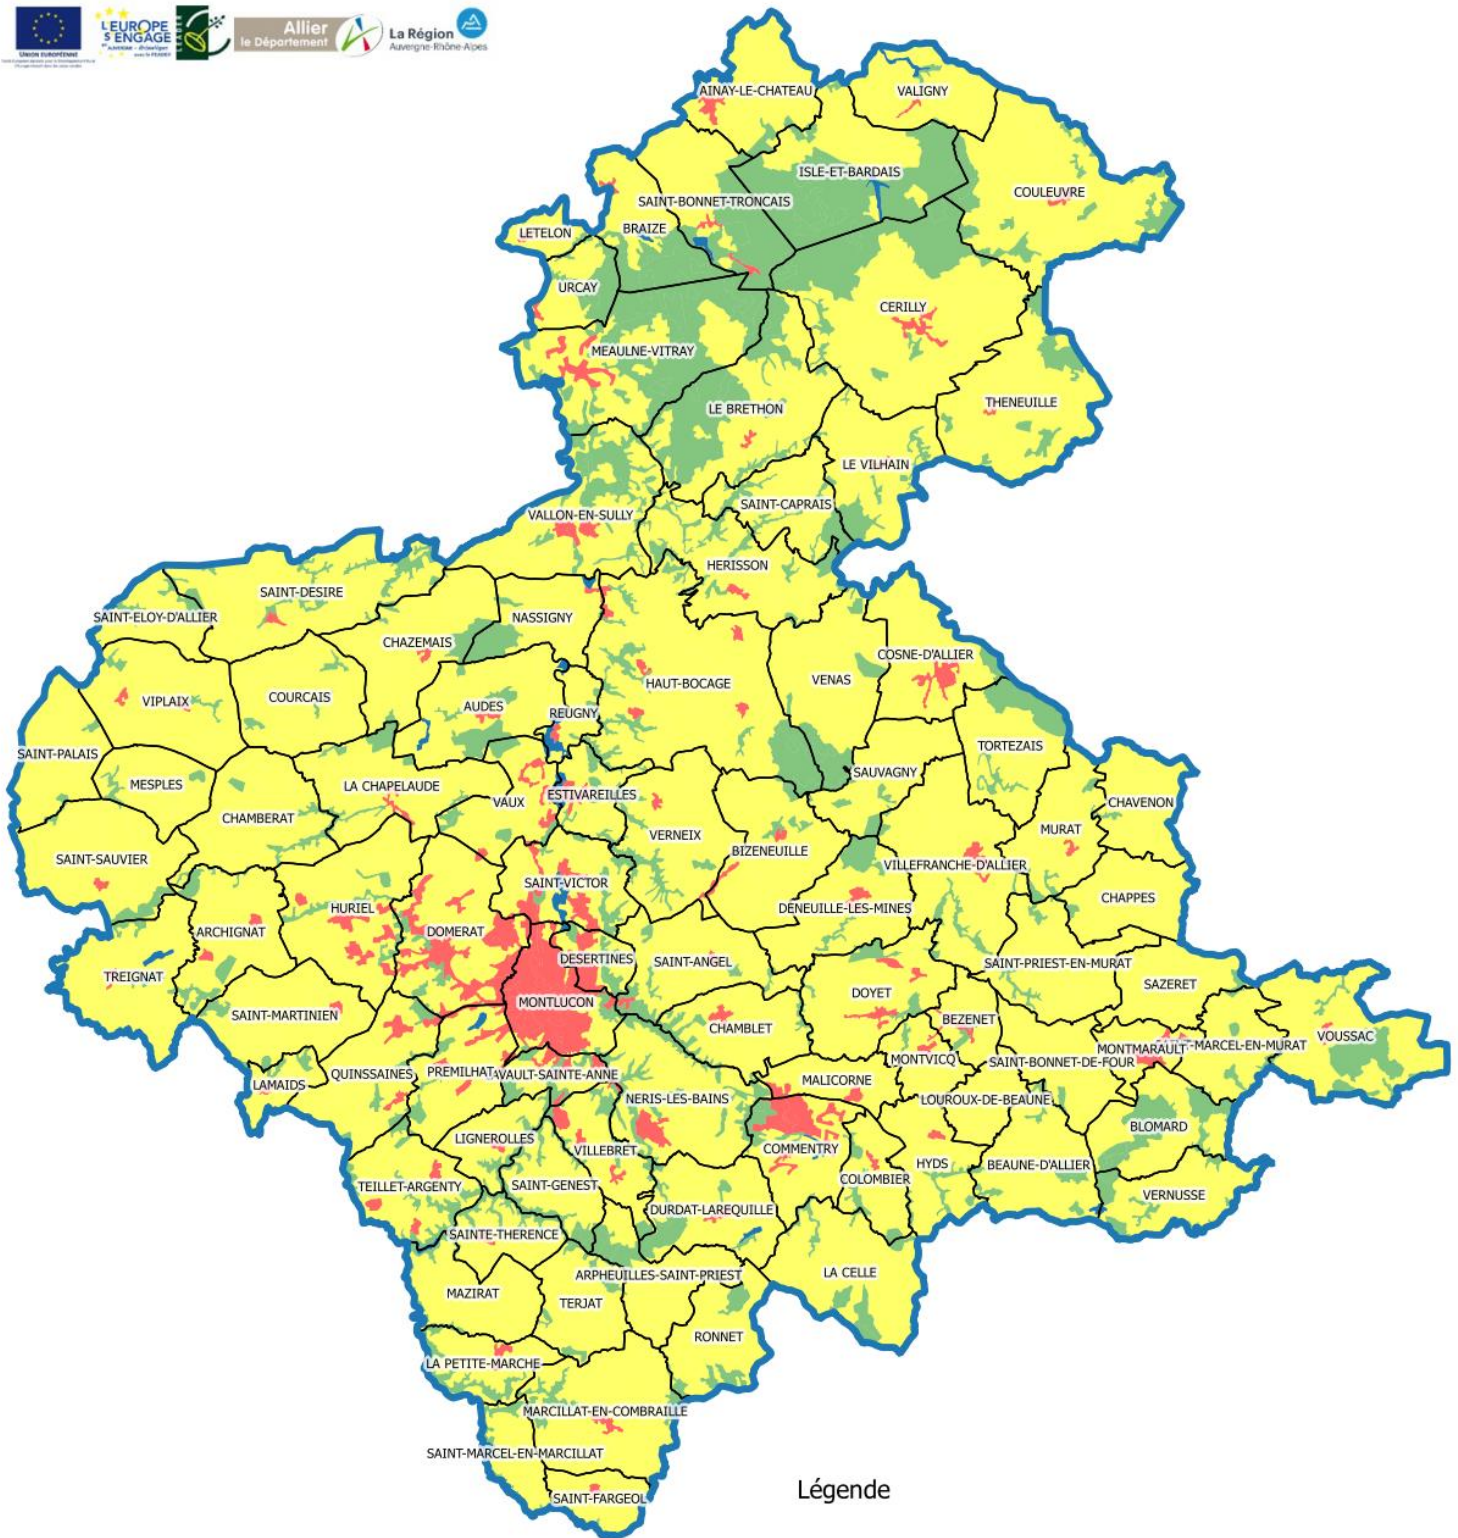 UNION EUROPÉENNE
L'EUROPE
S'ENGAGE
LEADER
Allier
le Département
La Région
Auvergne-Rhône-Alpes
AINAY-LE-CHATEAU
VALIGNY
ISLE-ET-BARDAIS
COULEUVRE
SAINT-BONNET-TRONCAIS
BRAIZE
LETELON
URCAY
CERILLY
MEAULNE-VITRAY
THENEUILLE
LE BRETHON
LE VILHAIN
SAINT-CAPRAIS
VALLON-EN-SULLY
HERISSON
SAINT-DESIRE
SAINT-ELOY-D'ALLIER
NASSIGNY
CHAZEMAIS
COSNE-D'ALLIER
VENAS
HAUT-BOCAGE
COURCAIS
VIPLAIX
AUDES
REUGNY
TORTEZAIS
SAINT-PALAIS
SAUVAGNY
MESPLES
LA CHAPELAUDE
ESTIVAREILLES
VAUX
CHAVENON
CHAMBERAT
MURAT
VERNEIX
BIZENEUILLE
SAINT-SAUVIER
VILLEFRANCHE-D'ALLIER
SAINT-VICTOR
CHAPPES
HURIEL
DENEUILLE-LES-MINES
ARCHIGNAT
DOMERAT
DESERTINES
SAINT-ANGEL
SAINT-PRIEST-EN-MURAT
TREIGNAT
SAZERET
DOYET
MONTLUCON
SAINT-MARTINIEN
BEZENET
CHAMBLET
VOUSSAC
MONTMARAULT
T-MARCEL-EN-MURAT
MONTVICQ
SAINT-BONNET-DE-FOUR
QUINSSAINES
PREMILHAT
AVAULT-SAINTE-ANNE
MALICORNE
LAMAIDS
NERIS-LES-BAINS
LOUROUX-DE-BEAUNE
BLOMARD
LIGNEROLLES
VILLEBRET
COMMENTRY
HYDS
BEAUNE-D'ALLIER
COLOMBIER
TEILLET-ARGENTY
SAINT-GENEST
VERNUSSE
DURDAT-LAREQUILLE
SAINTE-THERENCE
LA CELLE
ARPHEUILLES-SAINT-PRIEST
MAZIRAT
TERJAT
RONNET
LA PETITE-MARCHE
MARCILLAT-EN-COMBRAILLE
SAINT-MARCEL-EN-MARCILLAT
SAINT-FARGEOL
Légende